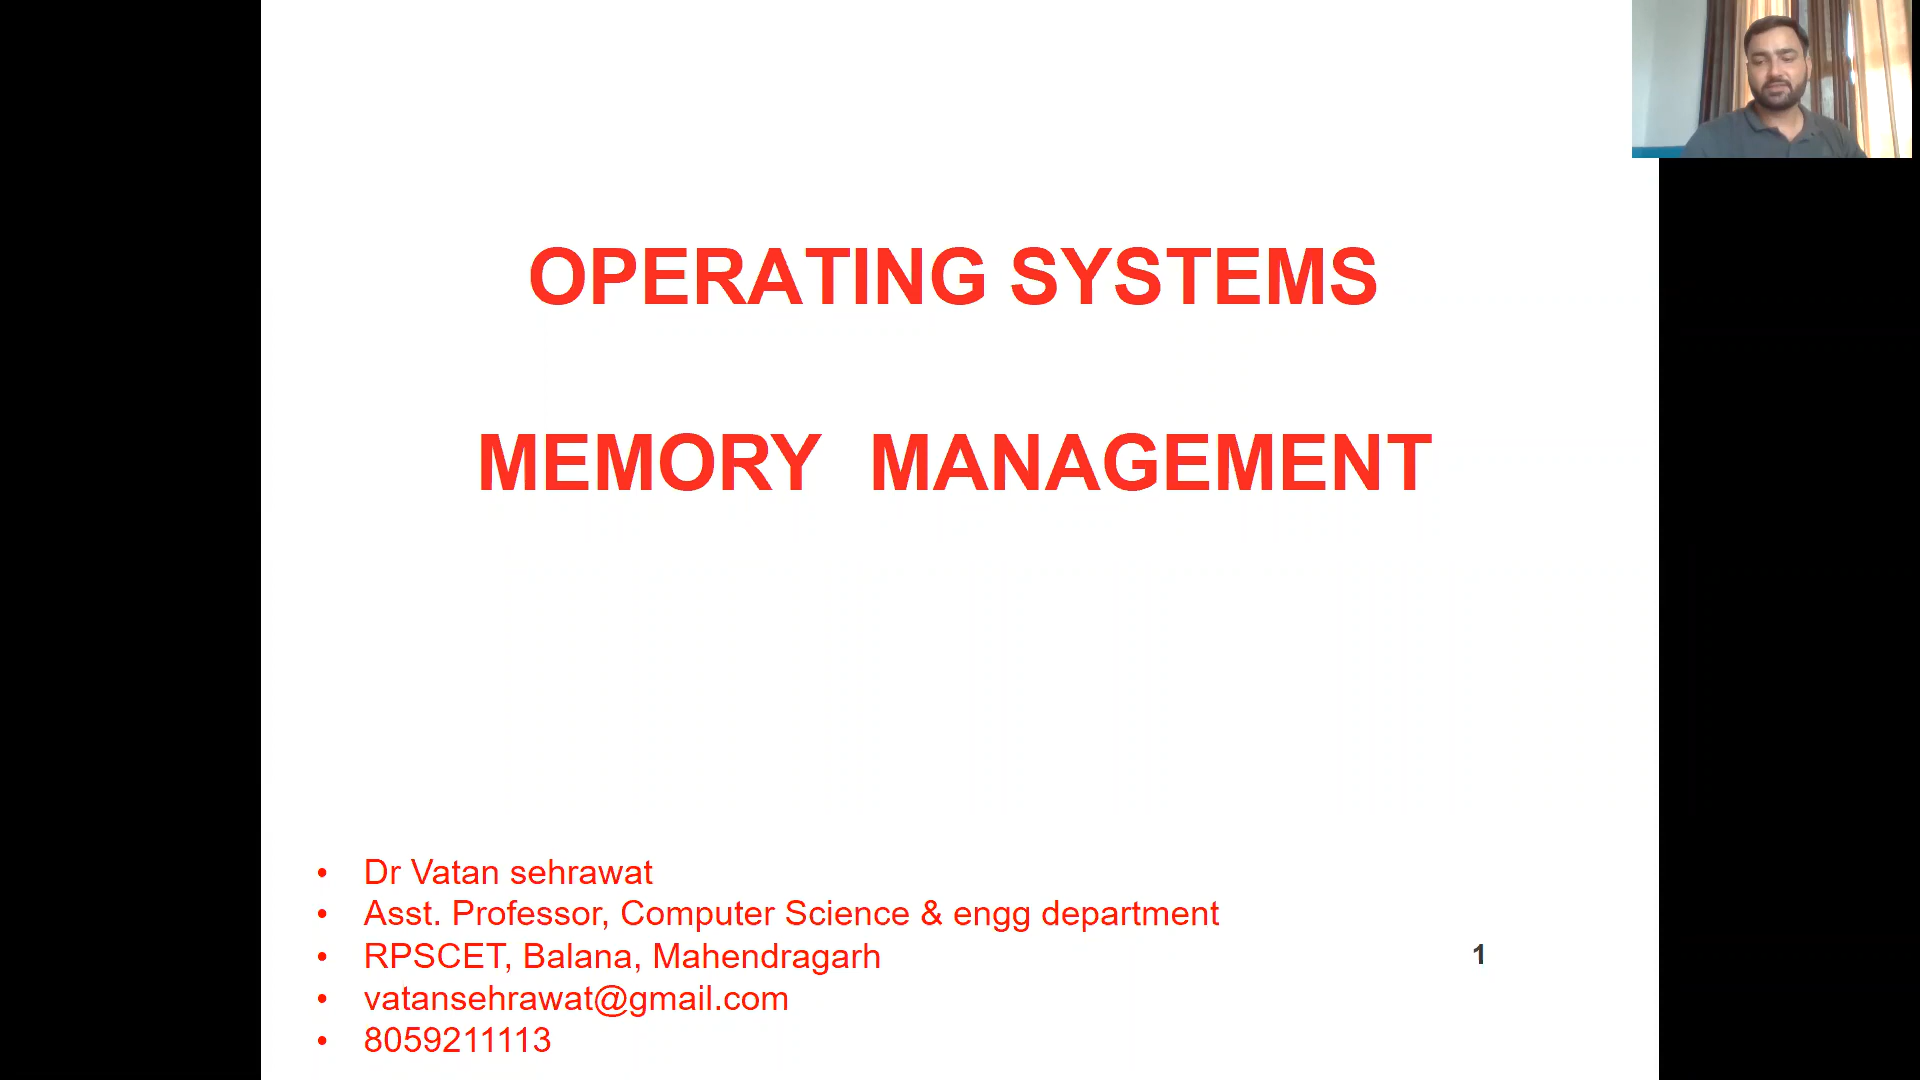 OPERATING SYSTEMS
MEMORY MANAGEMENT
• Dr Vatan sehrawat
• Asst. Professor, Computer Science & engg department
• RPSCET, Balana, Mahendragarh
• vatansehrawat@gmail.com
• 8059211113
1